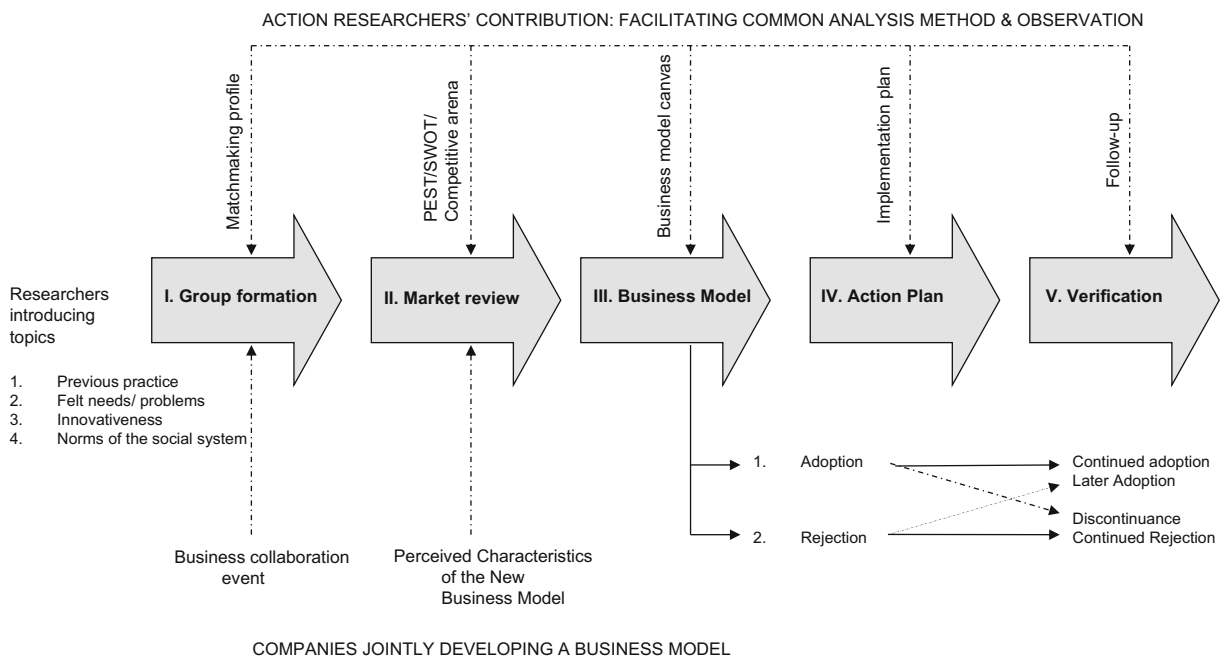 ACTION RESEARCHERS' CONTRIBUTION: FACILITATING COMMON ANALYSIS METHOD & OBSERVATION
Matchmaking profile
PEST/SWOT/
Competitive arena
Business model canvas
Implementation plan
Follow-up
Researchers
introducing
topics
I. Group formation
II. Market review
III. Business Model
IV. Action Plan
V. Verification
1. Previous practice
2. Felt needs/ problems
3. Innovativeness
4. Norms of the social system
1. Adoption
Continued adoption
Later Adoption
Discontinuance
2. Rejection
Continued Rejection
Business collaboration
event
Perceived Characteristics
of the New
Business Model
COMPANIES JOINTLY DEVELOPING A BUSINESS MODEL